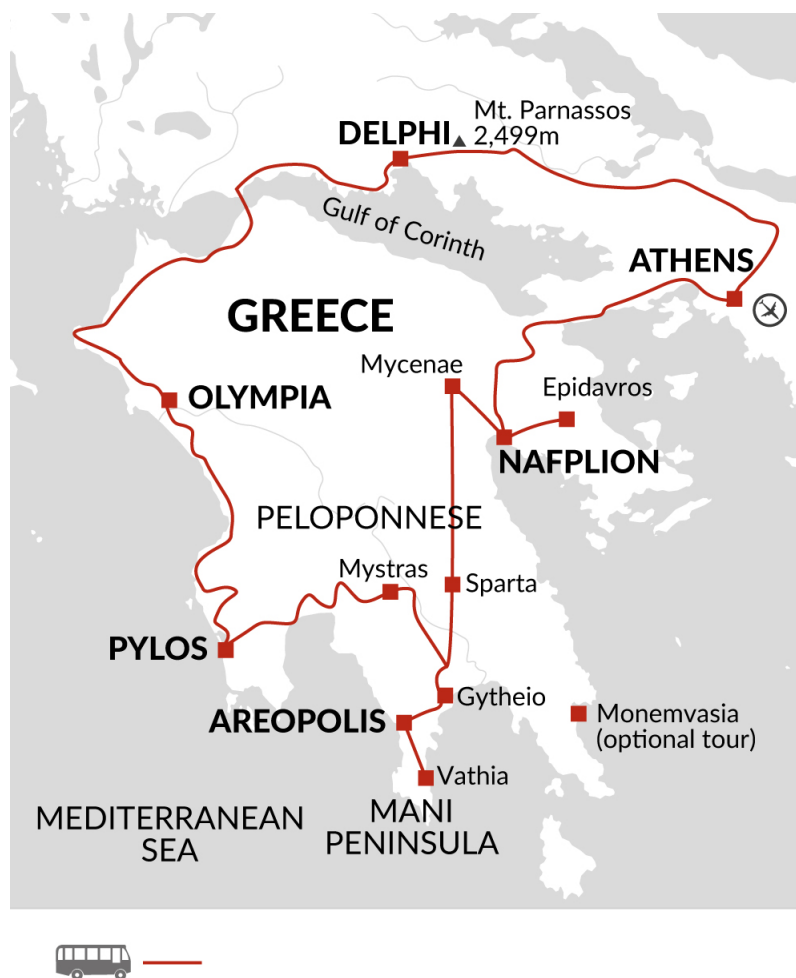 Mt. Parnassos
DELPHI 2,499m
Gulf of Corinth
ATHENS
GREECE
Mycenae
Epidavros
OLYMPIA
NAFPLION
PELOPONNESE
Mystras
Sparta
PYLOS
Gytheio
AREOPOLIS
Monemvasia
(optional tour)
Vathia
MEDITERRANEAN
SEA
MANI
PENINSULA